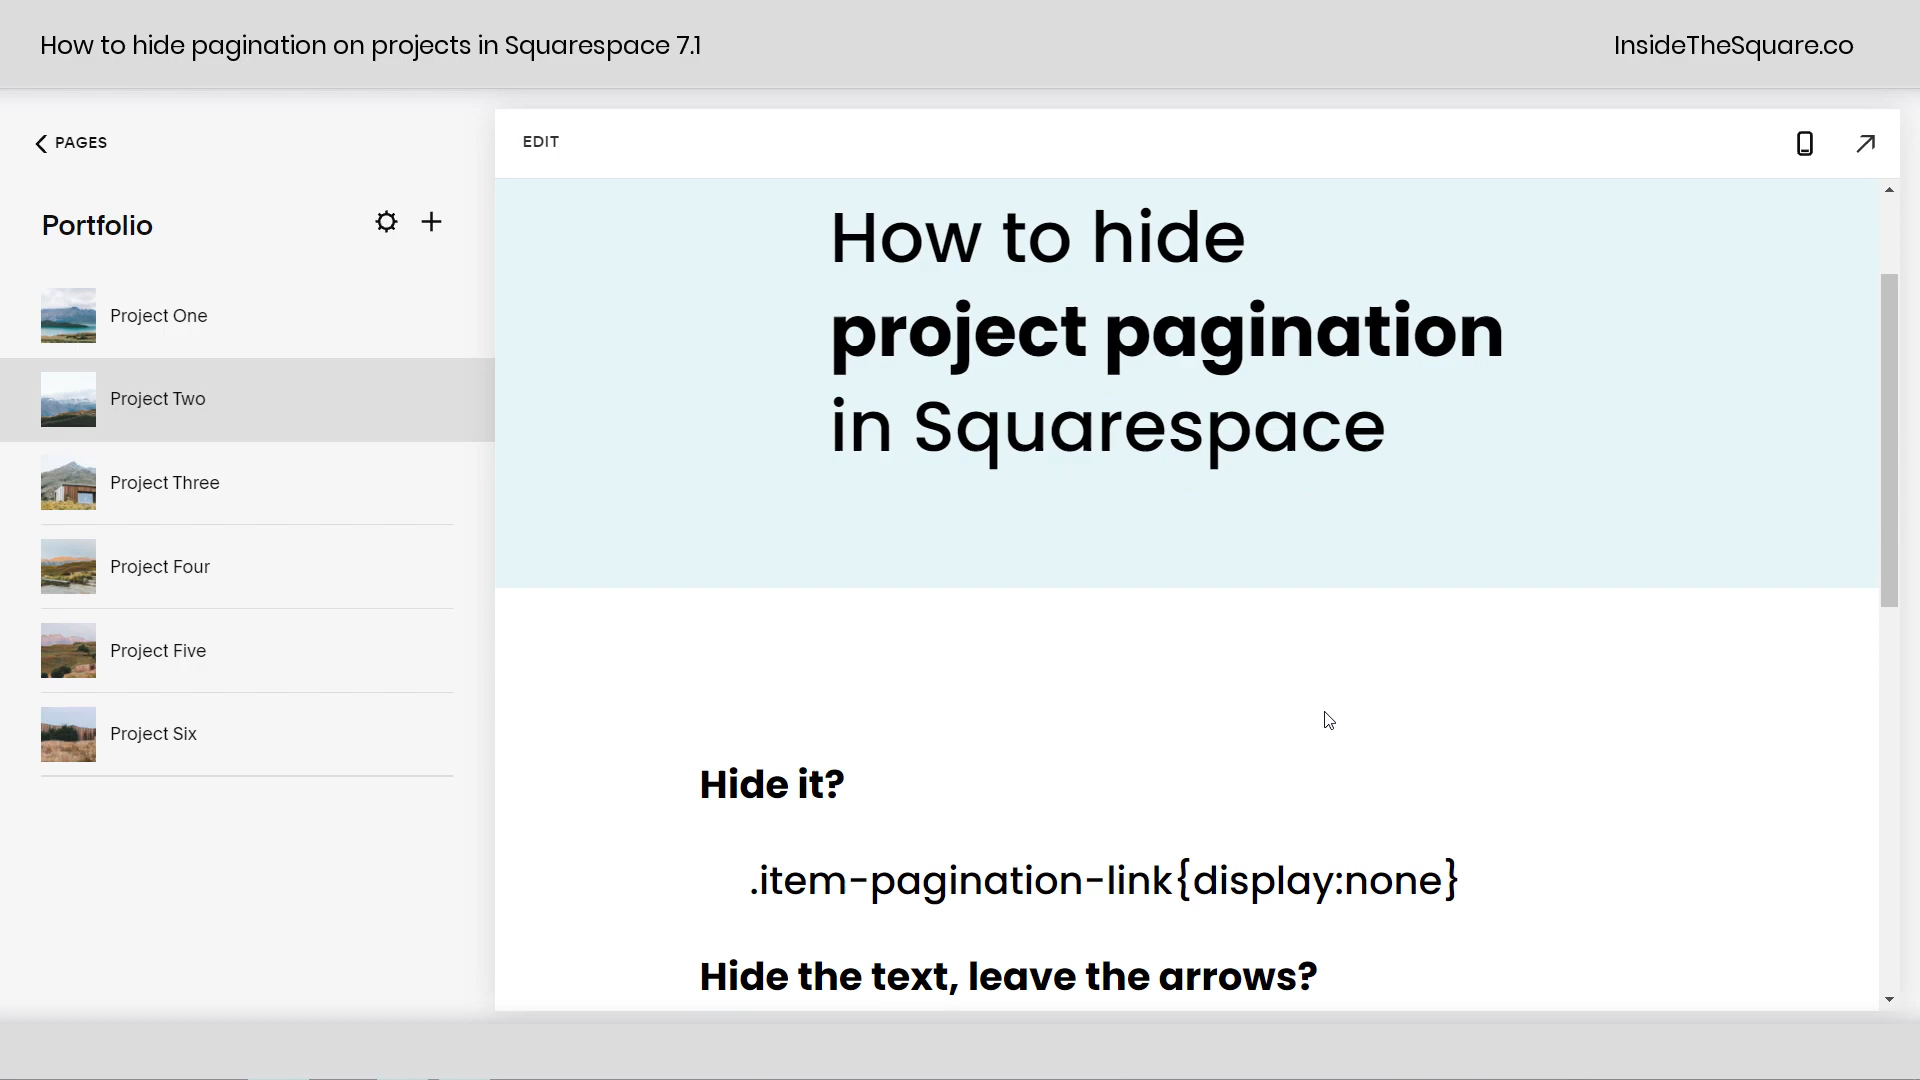 How to hide pagination on projects in Squarespace 7.1
InsideTheSquare.co
PAGES
EDIT
Portfolio
Project One
Project Two
Project Three
Project Four
Project Five
Project Six
How to hide
project pagination
in Squarespace
Hide it?
.item-pagination-link{display:none}
Hide the text, leave the arrows?